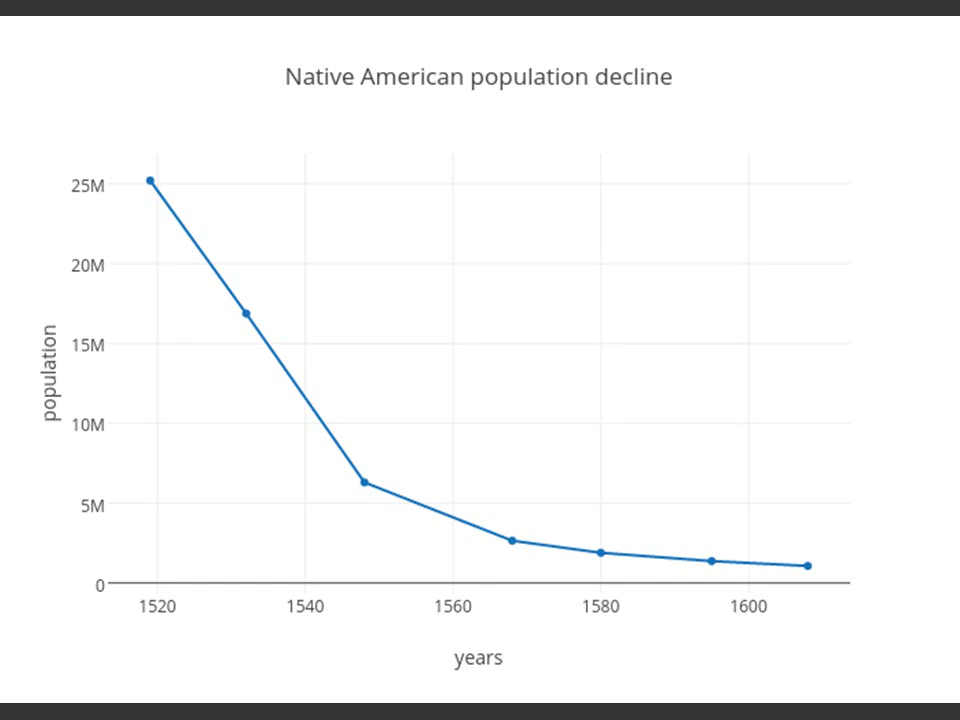 Native American population decline
25M
20M
15M
10M
5M
0
population
1520 1540 1560 1580 1600
years